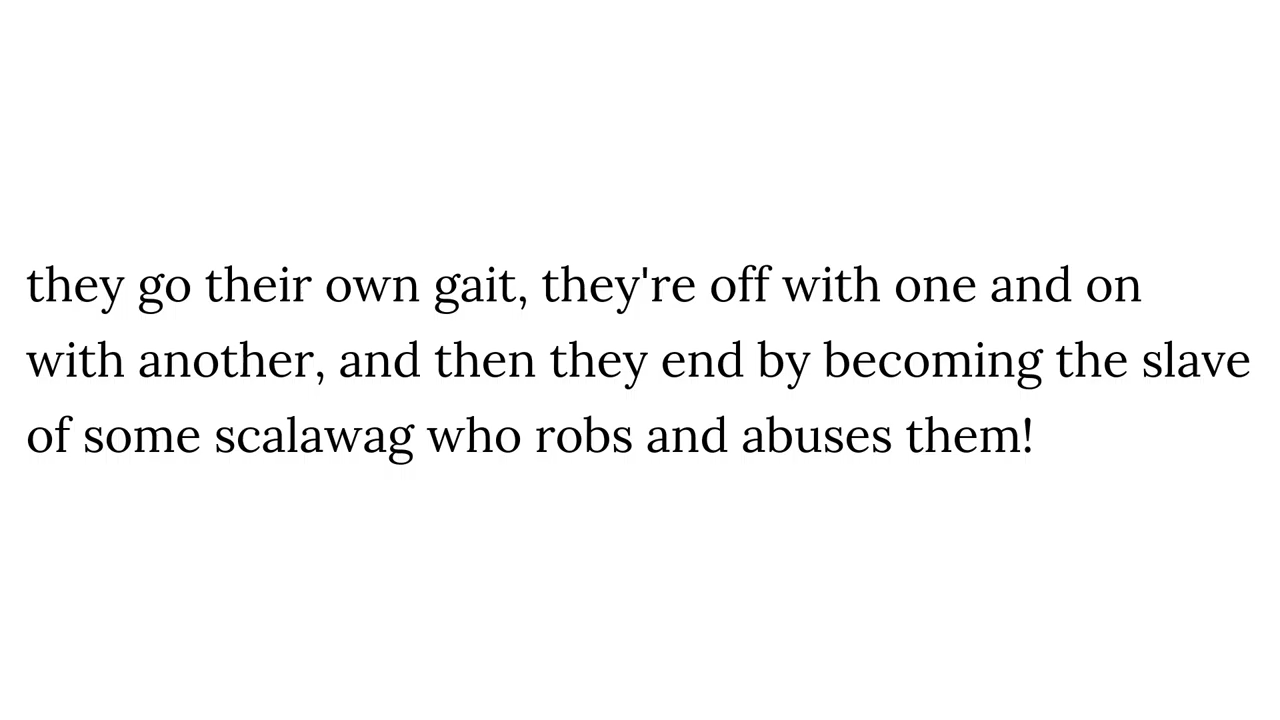 they go their own gait, they're off with one and on
with another, and then they end by becoming the slave
of some scalawag who robs and abuses them!